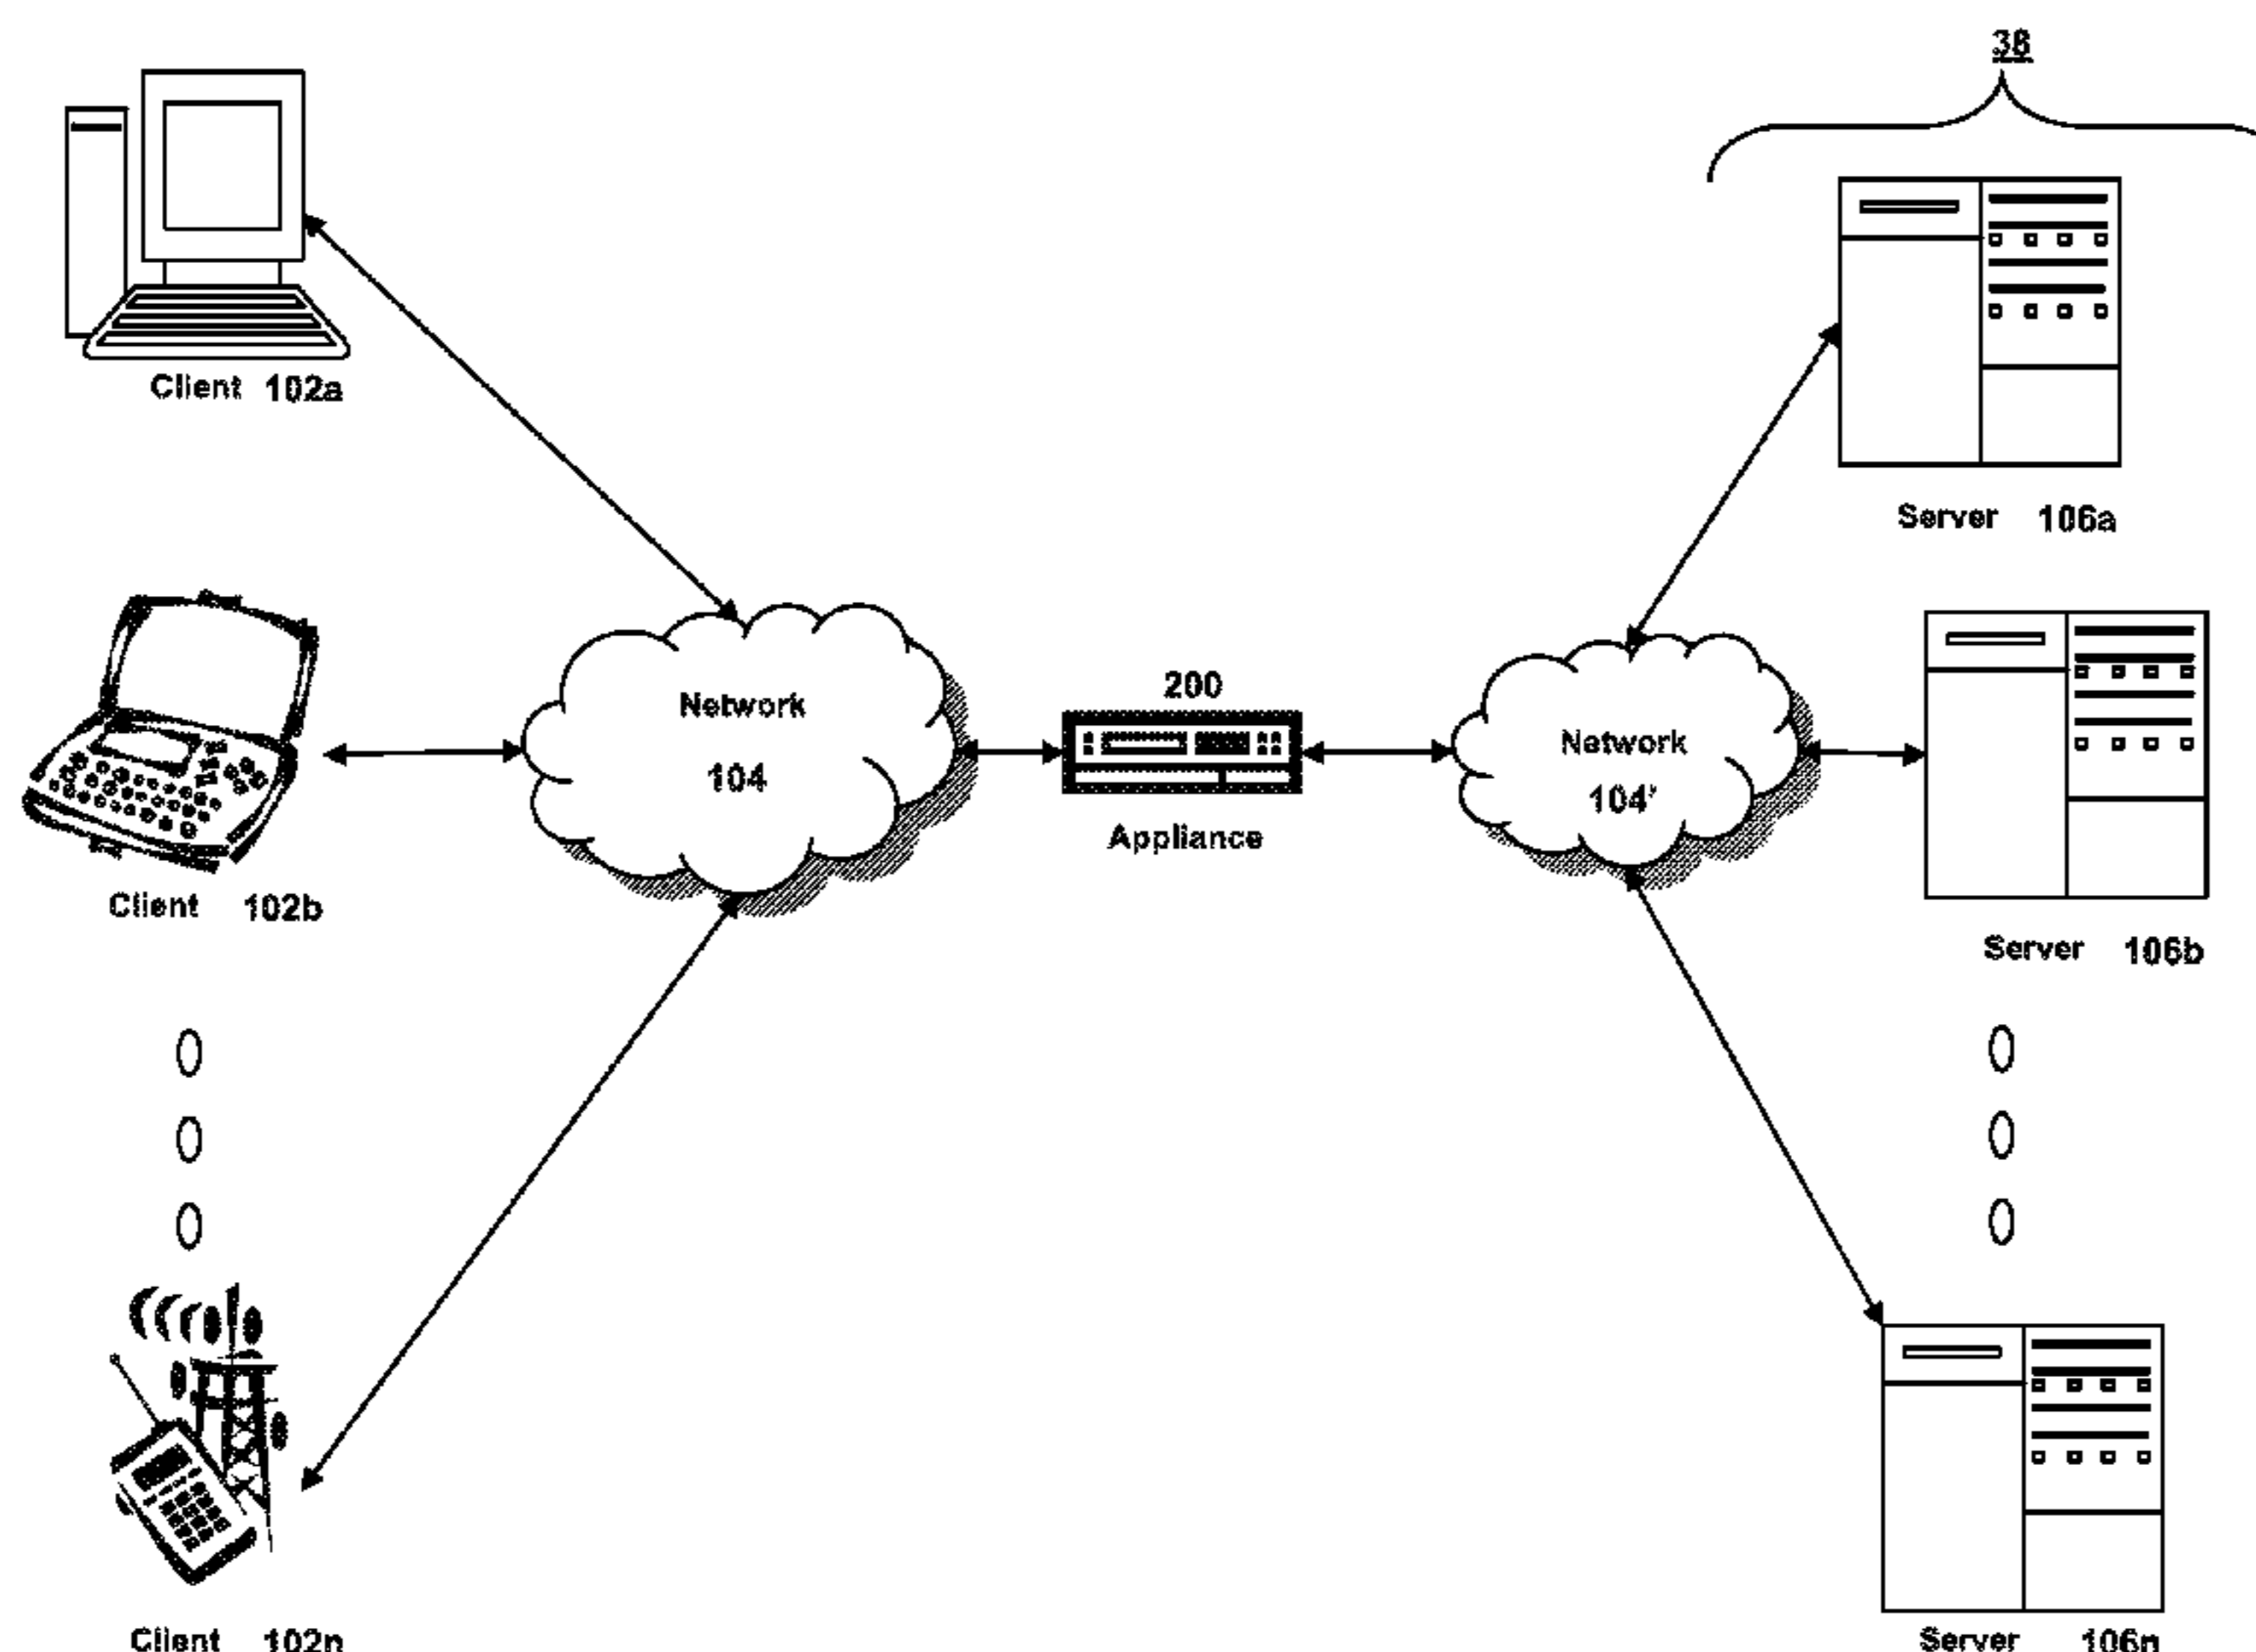 38
Client 102a
Server 106a
200
Network
104
Network
104'
Appliance
Client 102b
Server 106b
Client 102n
Server 106n